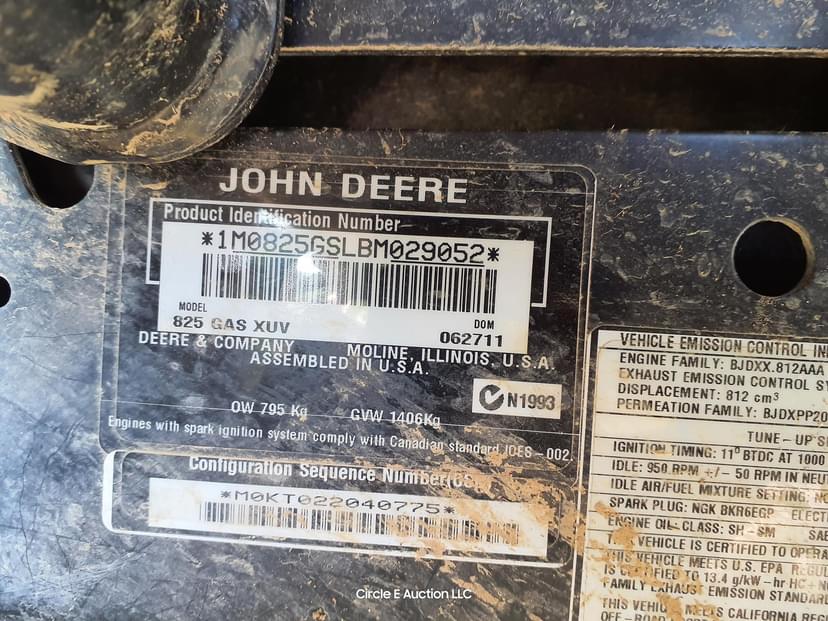 JOHN DEERE
Product Identification Number
*1M0825GSLBM029052*
MODEL
825 GAS XUV
DOM
062711
DEERE & COMPANY MOLINE, ILLINOIS, U.S.A.
ASSEMBLED IN U.S.A.
N1993
OW 795 Kg GVW 1406Kg
Engines with spark ignition system comply with Canadian standard ICES-002.
Configuration Sequence Number(CS
*M0KT022040775*
VEHICLE EMISSION CONTROL IN
ENGINE FAMILY: BJDXX.812AAA
EXHAUST EMISSION CONTROL S
DISPLACEMENT: 812 cm³
PERMEATION FAMILY: BJDXPP20
TUNE-UP S
IGNITION TIMING: 11° BTDC AT 1000
IDLE: 950 RPM +/- 50 RPM IN NEU
IDLE AIR/FUEL MIXTURE SETTING: NO
SPARK PLUG: NGK BKR6EGP ELECT
ENGINE OIL-CLASS: SH-SM SAE
VEHICLE IS CERTIFIED TO OPERA
VEHICLE MEETS U.S. EPA REGUL
IS CERTIFIED TO 13.4 g/kW-hr HC+N
FAMILY EXHAUST EMISSION STANDAR
THIS VEHICLE MEETS CALIFORNIA REG
OFF-ROAD
Circle E Auction LLC